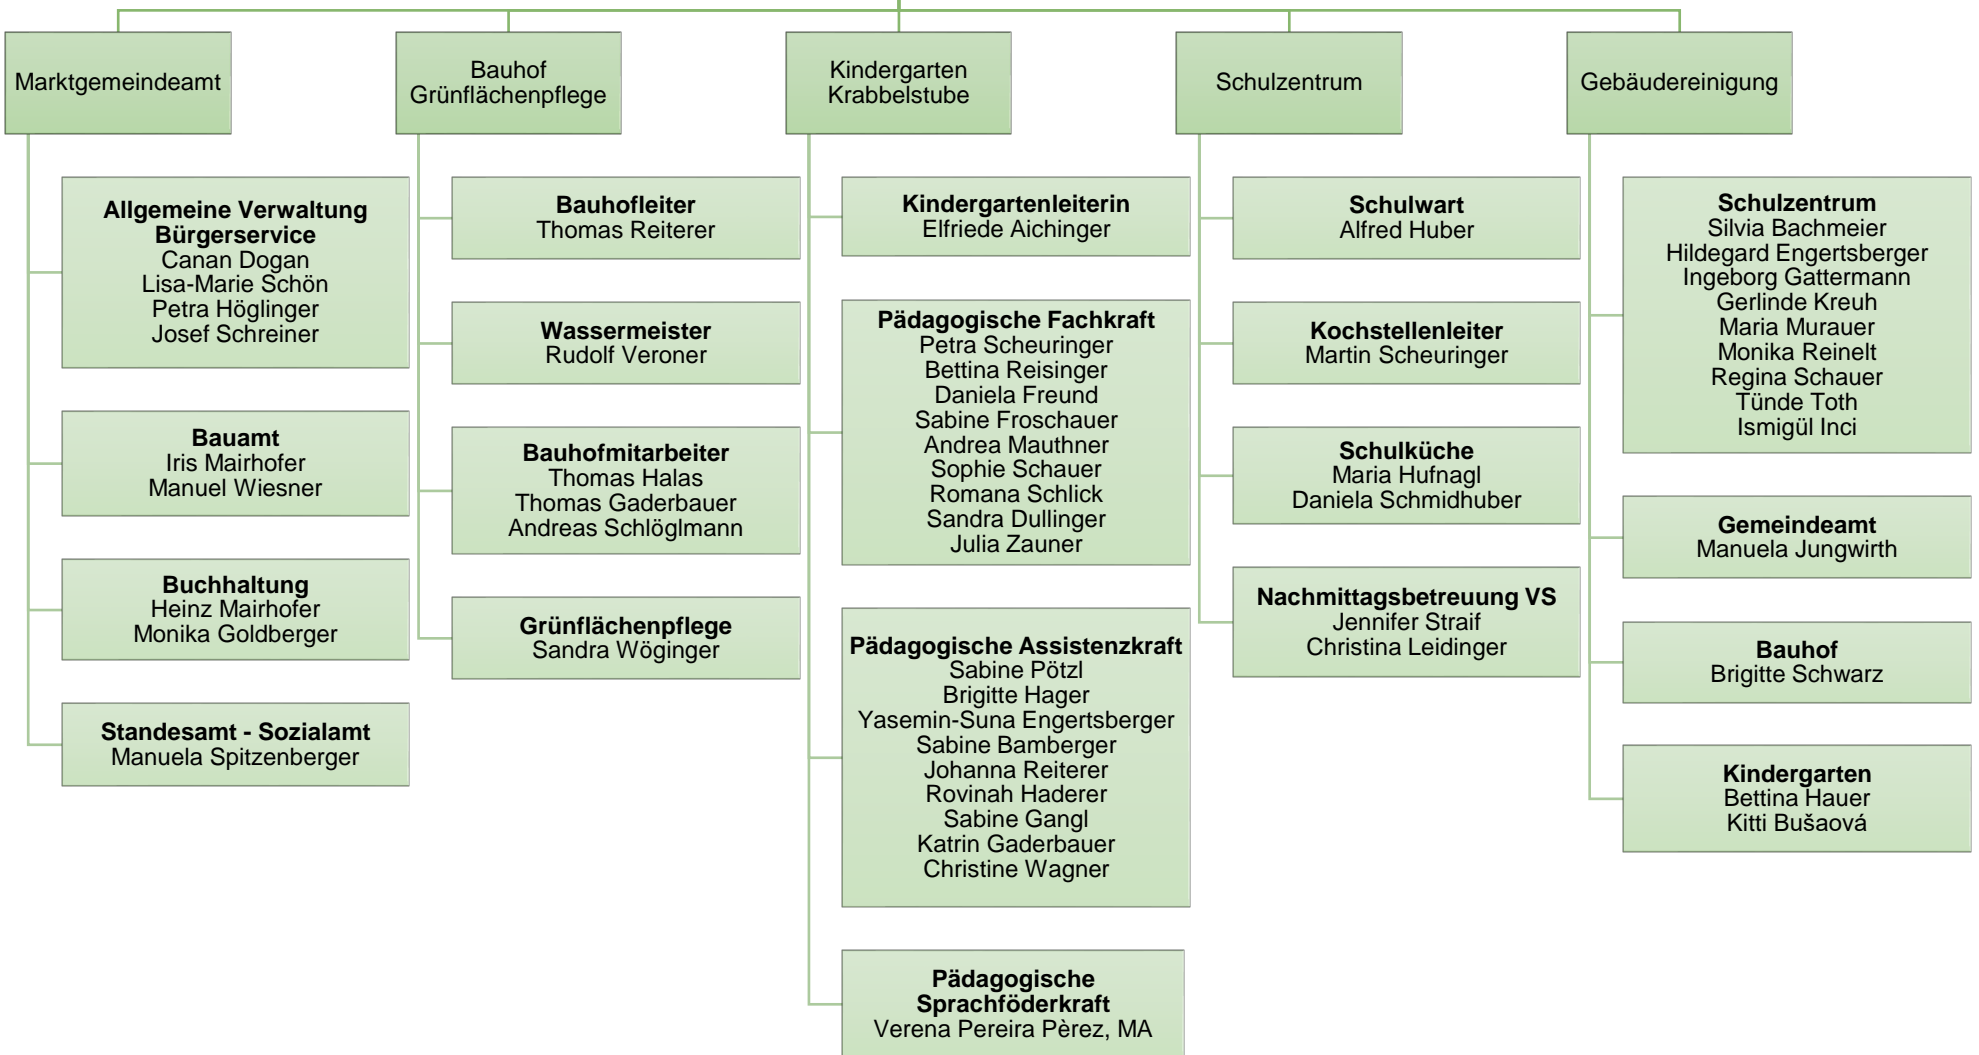 Marktgemeindeamt
Allgemeine Verwaltung
Bürgerservice
Canan Dogan
Lisa-Marie Schön
Petra Höglinger
Josef Schreiner
Bauamt
Iris Mairhofer
Manuel Wiesner
Buchhaltung
Heinz Mairhofer
Monika Goldberger
Standesamt - Sozialamt
Manuela Spitzenberger
Bauhof
Grünflächenpflege
Bauhofleiter
Thomas Reiterer
Wassermeister
Rudolf Veroner
Bauhofmitarbeiter
Thomas Halas
Thomas Gaderbauer
Andreas Schlöglmann
Grünflächenpflege
Sandra Wöginger
Kindergarten
Krabbelstube
Kindergartenleiterin
Elfriede Aichinger
Pädagogische Fachkraft
Petra Scheuringer
Bettina Reisinger
Daniela Freund
Sabine Froschauer
Andrea Mauthner
Sophie Schauer
Romana Schlick
Sandra Dullinger
Julia Zauner
Pädagogische Assistenzkraft
Sabine Pötzl
Brigitte Hager
Yasemin-Suna Engertsberger
Sabine Bamberger
Johanna Reiterer
Rovinah Haderer
Sabine Gangl
Katrin Gaderbauer
Christine Wagner
Pädagogische
Sprachföderkraft
Verena Pereira Pèrez, MA
Schulzentrum
Schulwart
Alfred Huber
Kochstellenleiter
Martin Scheuringer
Schulküche
Maria Hufnagl
Daniela Schmidhuber
Nachmittagsbetreuung VS
Jennifer Straif
Christina Leidinger
Gebäudereinigung
Schulzentrum
Silvia Bachmeier
Hildegard Engertsberger
Ingeborg Gattermann
Gerlinde Kreuh
Maria Murauer
Monika Reinelt
Regina Schauer
Tünde Toth
Ismigül Inci
Gemeindeamt
Manuela Jungwirth
Bauhof
Brigitte Schwarz
Kindergarten
Bettina Hauer
Kitti Bušaová